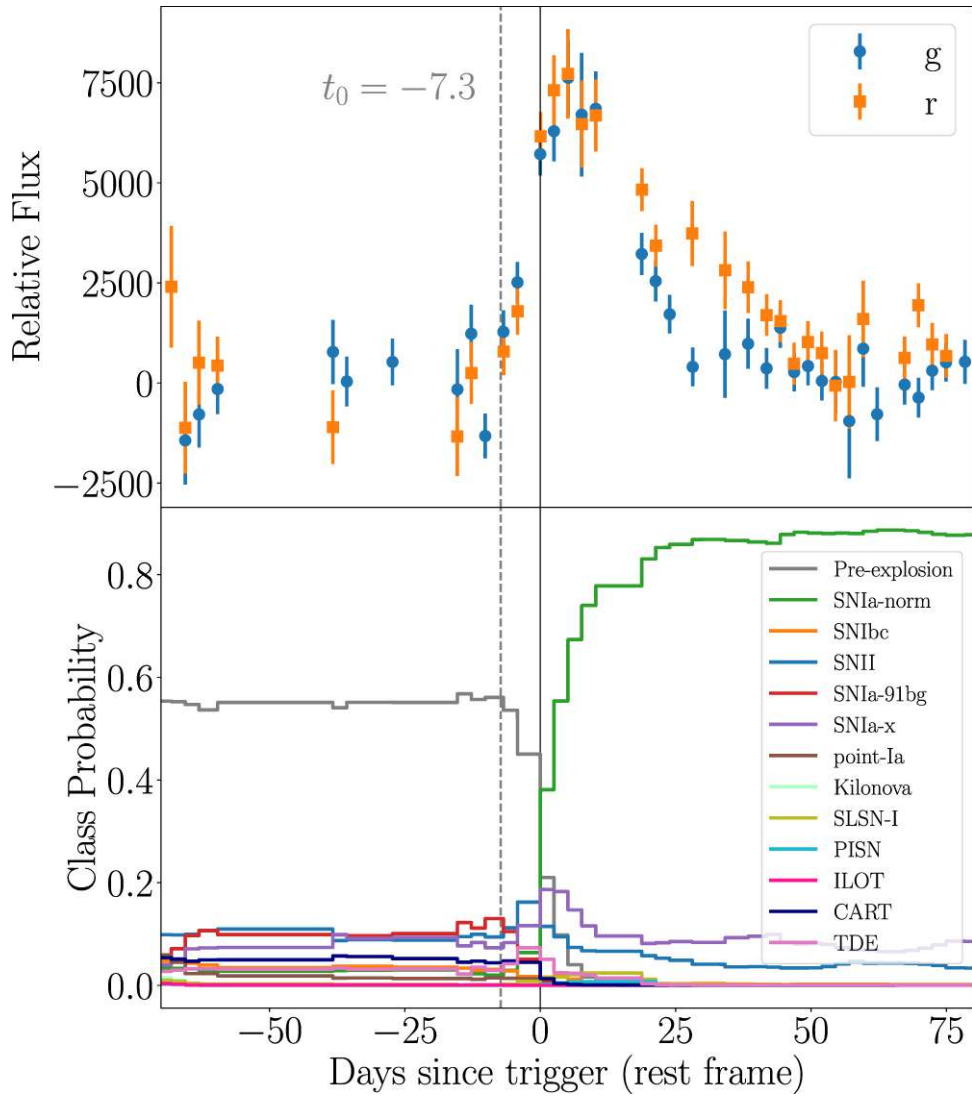 Relative Flux
7500
5000
2500
0
−2500
t₀ = −7.3
g
r
Class Probability
0.8
0.6
0.4
0.2
0.0
Pre-explosion
SNIa-norm
SNIbc
SNII
SNIa-91bg
SNIa-x
point-Ia
Kilonova
SLSN-I
PISN
ILOT
CART
TDE
−50
−25
0
25
50
75
Days since trigger (rest frame)